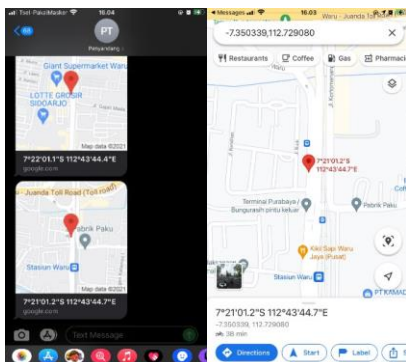 Tsel-PakaiMasker
16.04
PT
Penyandang
Giant Supermarket Waru
LOTTE GROSIR
SIDOARJO
Map data ©2021
7°22'01.1"S 112°43'44.4"E
google.com
- Juanda Toll Road (Toll road)
Pabrik Paku
Stasiun Waru
Map data ©2021
7°21'01.2"S 112°43'44.7"E
google.com
Text Message
Messages
16.03
Waru - Juanda Toll
-7.350339,112.729080
Restaurants
Coffee
Gas
Pharmaci
7°21'01.2"S
112°43'44.7"E
Terminal Purabaya /
Bungurasih pintu keluar
Pabrik Paku
Kikil Sapi Waru
Jaya (Pusat)
Stasiun Waru
PT KAMAD
7°21'01.2"S 112°43'44.7"E
-7.350339, 112.729080
38 min
Directions
Start
Label